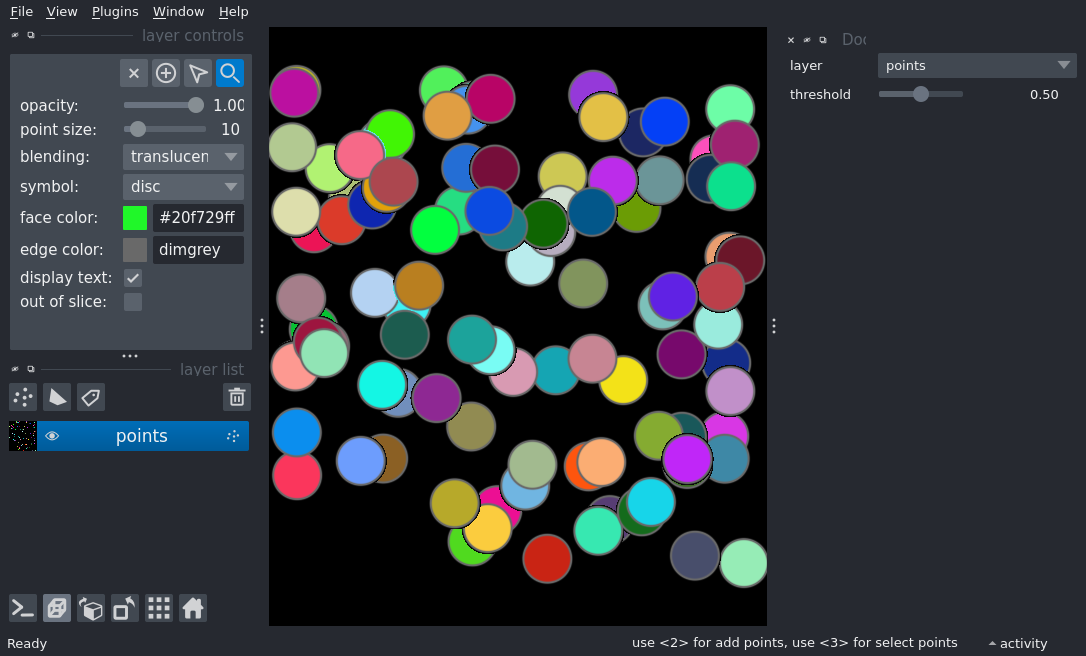 File View Plugins Window Help
layer controls
opacity: 1.00
point size: 10
blending: translucen
symbol: disc
face color: #20f729ff
edge color: dimgrey
display text:
out of slice:
layer list
points
Doc
layer points
threshold 0.50
Ready
use <2> for add points, use <3> for select points
activity